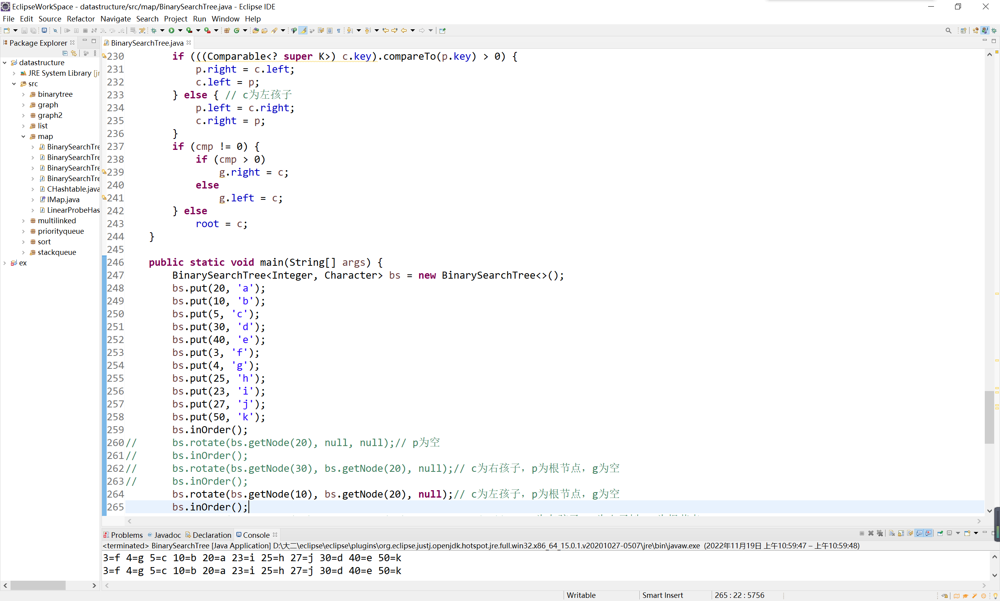 EclipseWorkSpace - datastructure/src/map/BinarySearchTree.java - Eclipse IDE
File Edit Source Refactor Navigate Search Project Run Window Help
Package Explorer
datastructure
JRE System Library [jr
src
binarytree
graph
graph2
list
map
BinarySearchTre
BinarySearchTre
BinarySearchTre
BinarySearchTre
CHashtable.java
IMap.java
LinearProbeHas
multilinked
priorityqueue
sort
stackqueue
ex
BinarySearchTree.java
230 if (((Comparable<? super K>) c.key).compareTo(p.key) > 0) {
231 p.right = c.left;
232 c.left = p;
233 } else { // c为左孩子
234 p.left = c.right;
235 c.right = p;
236 }
237 if (cmp != 0) {
238 if (cmp > 0)
239 g.right = c;
240 else
241 g.left = c;
242 } else
243 root = c;
244 }
245
246 public static void main(String[] args) {
247 BinarySearchTree<Integer, Character> bs = new BinarySearchTree<>();
248 bs.put(20, 'a');
249 bs.put(10, 'b');
250 bs.put(5, 'c');
251 bs.put(30, 'd');
252 bs.put(40, 'e');
253 bs.put(3, 'f');
254 bs.put(4, 'g');
255 bs.put(25, 'h');
256 bs.put(23, 'i');
257 bs.put(27, 'j');
258 bs.put(50, 'k');
259 bs.inOrder();
260// bs.rotate(bs.getNode(20), null, null);// p为空
261// bs.inOrder();
262// bs.rotate(bs.getNode(30), bs.getNode(20), null);// c为右孩子，p为根节点，g为空
263// bs.inOrder();
264 bs.rotate(bs.getNode(10), bs.getNode(20), null);// c为左孩子，p为根节点，g为空
265 bs.inOrder();
Problems Javadoc Declaration Console
<terminated> BinarySearchTree [Java Application] D:\大二\eclipse\eclipse\plugins\org.eclipse.justj.openjdk.hotspot.jre.full.win32.x86_64_15.0.1.v20201027-0507\jre\bin\javaw.exe (2022年11月19日 上午10:59:47 – 上午10:59:48)
3=f 4=g 5=c 10=b 20=a 23=i 25=h 27=j 30=d 40=e 50=k
3=f 4=g 5=c 10=b 20=a 23=i 25=h 27=j 30=d 40=e 50=k
Writable Smart Insert 265 : 22 : 5756